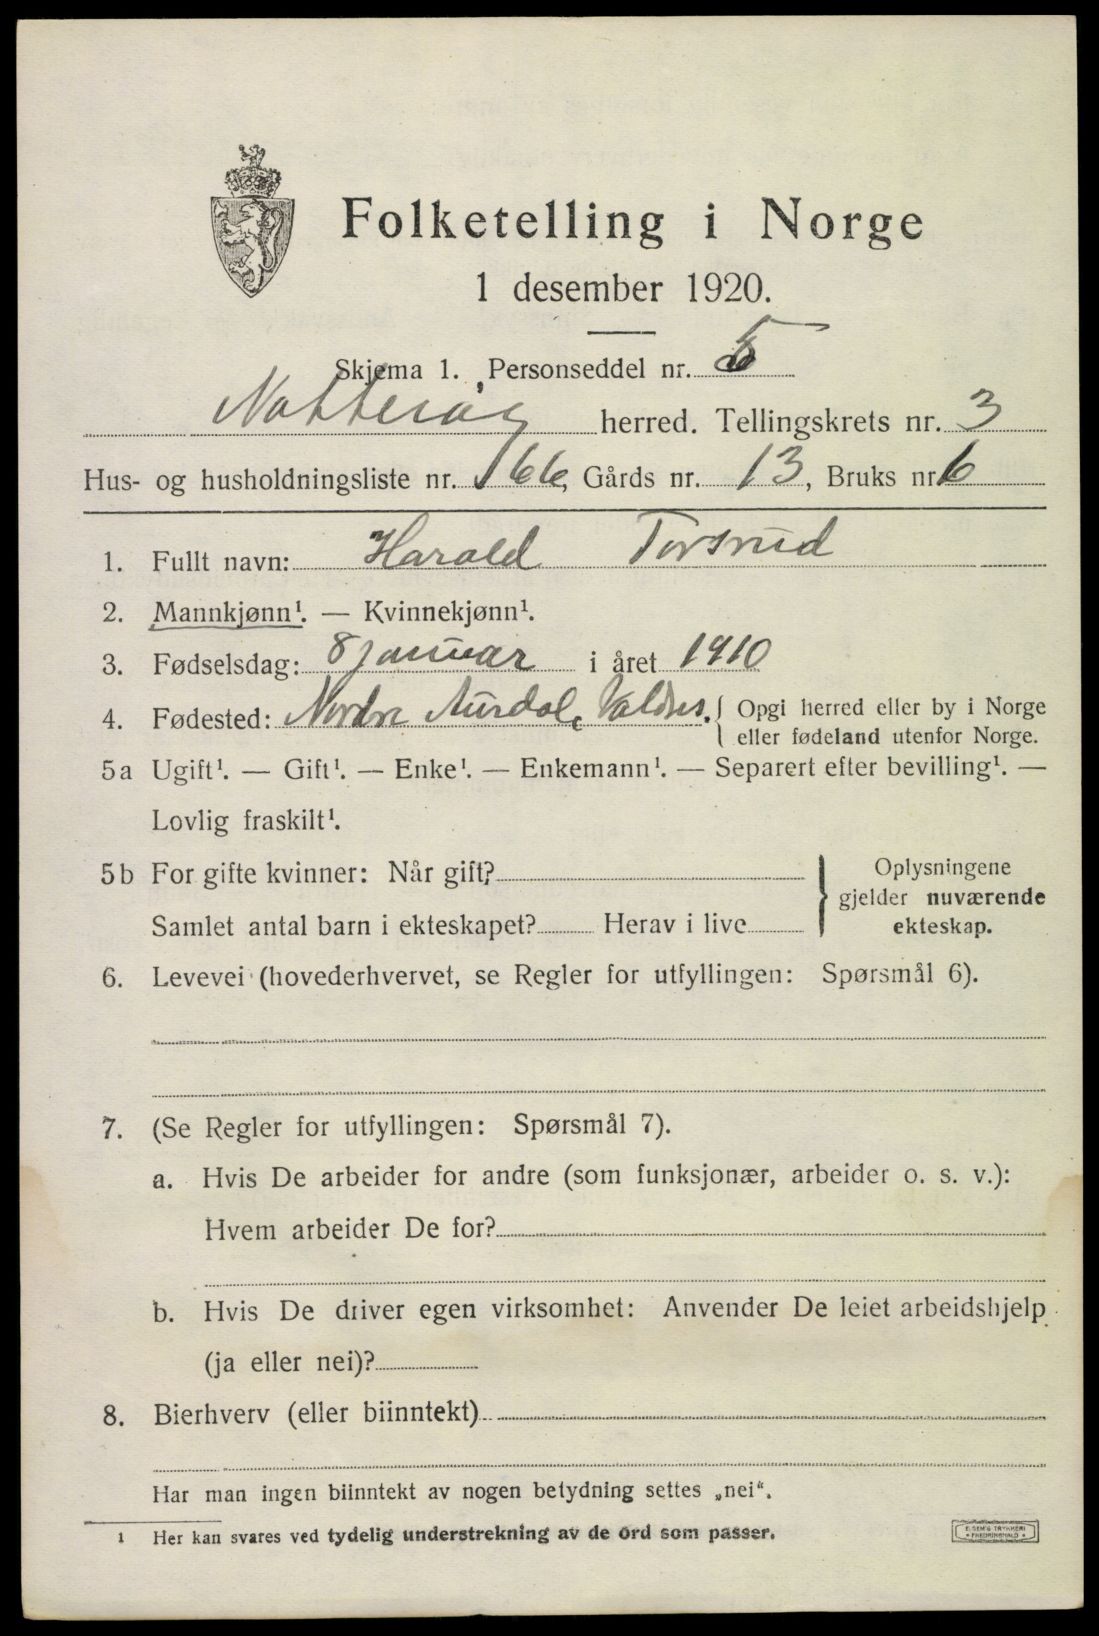 Folketelling i Norge
1 desember 1920.
Skjema 1. Personseddel nr. 5
Nøtterøy herred. Tellingskrets nr. 3
Hus- og husholdningsliste nr. 166, Gårds nr. 13, Bruks nr. 6
1. Fullt navn: Harald Torsrud
2. Mannkjønn¹. — Kvinnekjønn¹.
3. Fødselsdag: 8 januar i året 1910
4. Fødested: Nordre Aurdal, Valdres. { Opgi herred eller by i Norge
eller fødeland utenfor Norge.
5a Ugift¹. — Gift¹. — Enke¹. — Enkemann¹. — Separert efter bevilling¹. —
Lovlig fraskilt¹.
5b For gifte kvinner: Når gift?
Samlet antal barn i ekteskapet? Herav i live
} Oplysningene
gjelder nuværende
ekteskap.
6. Levevei (hovederhvervet, se Regler for utfyllingen: Spørsmål 6).
7. (Se Regler for utfyllingen: Spørsmål 7).
a. Hvis De arbeider for andre (som funksjonær, arbeider o. s. v.):
Hvem arbeider De for?
b. Hvis De driver egen virksomhet: Anvender De leiet arbeidshjelp
(ja eller nei)?
8. Bierhverv (eller biinntekt)
Har man ingen biinntekt av nogen betydning settes „nei“.
¹ Her kan svares ved tydelig understrekning av de ord som passer.
E. SEM'S TRYKKERI
• FREDRIKSHALD •